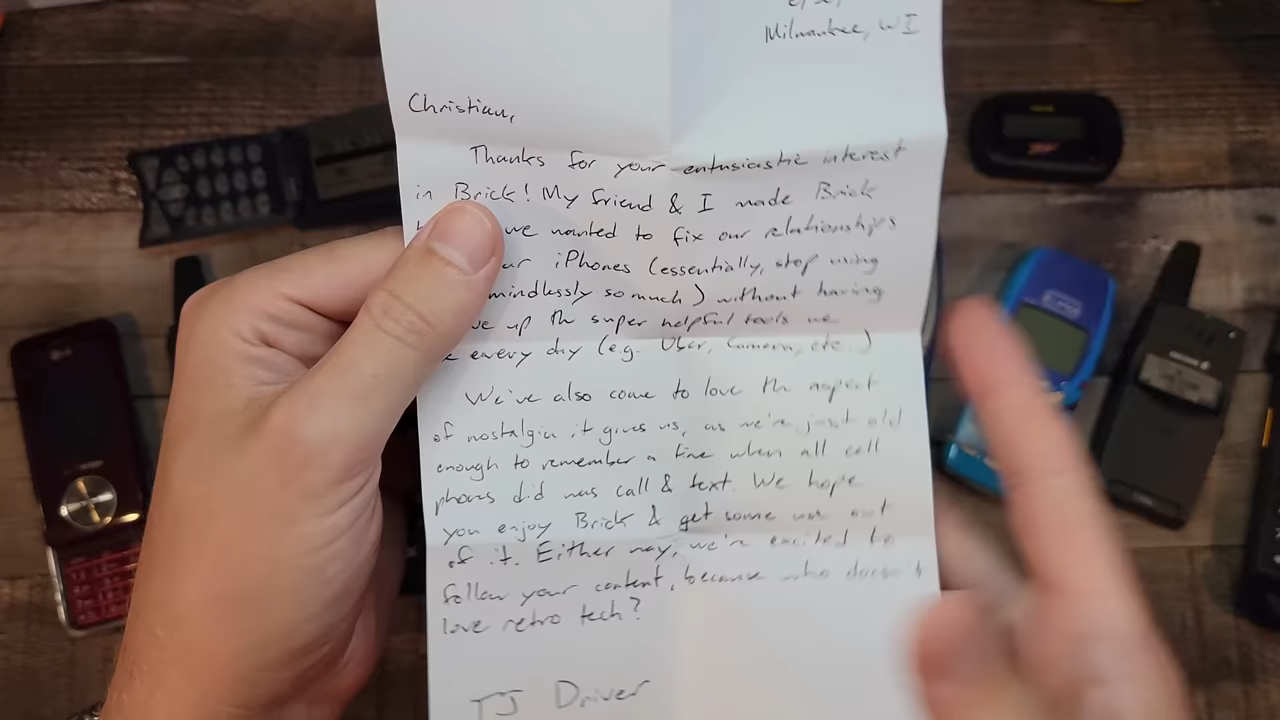 Milwaukee, WI
Christian,
Thanks for your entusiastic interest
in Brick! My friend & I made Brick
we wanted to fix our relationships
iPhones (essentially, stop using
mindlessly so much) without having
up th super helpful tools we
every day (e.g. Uber, Camera, etc.)
We've also come to love th aspect
of nostalgia it gives us, as we're just old
enough to remember a time when all cell
phones did was call & text. We hope
you enjoy Brick & get some use out
of it. Either way, we're excited to
follow your content, because who doesn't
love retro tech?
TJ Driver